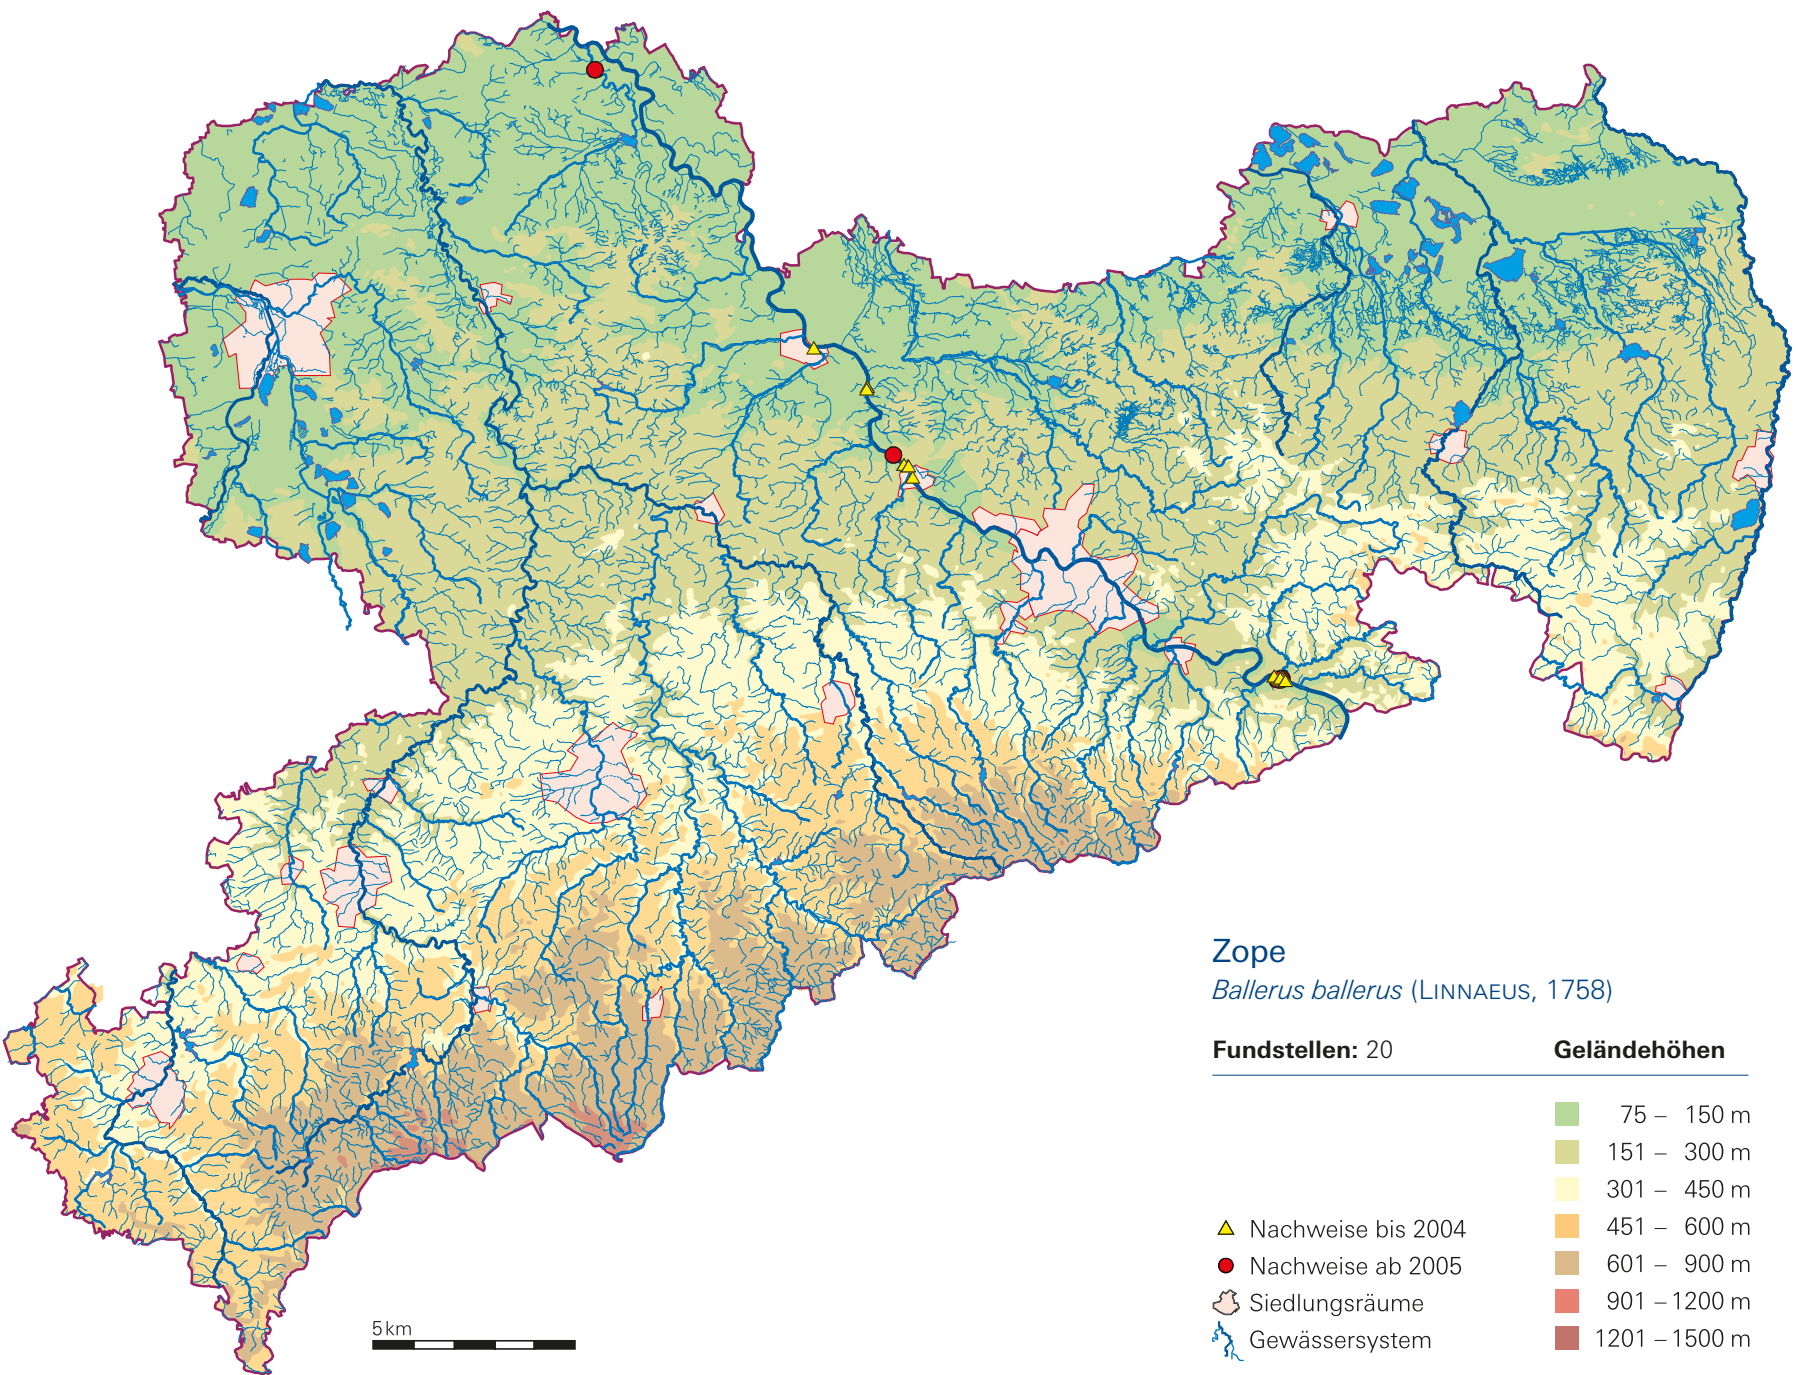 Zope
Ballerus ballerus (LINNAEUS, 1758)
Fundstellen: 20
Geländehöhen
75 – 150 m
151 – 300 m
301 – 450 m
451 – 600 m
601 – 900 m
901 – 1200 m
1201 – 1500 m
Nachweise bis 2004
Nachweise ab 2005
Siedlungsräume
Gewässersystem
5 km